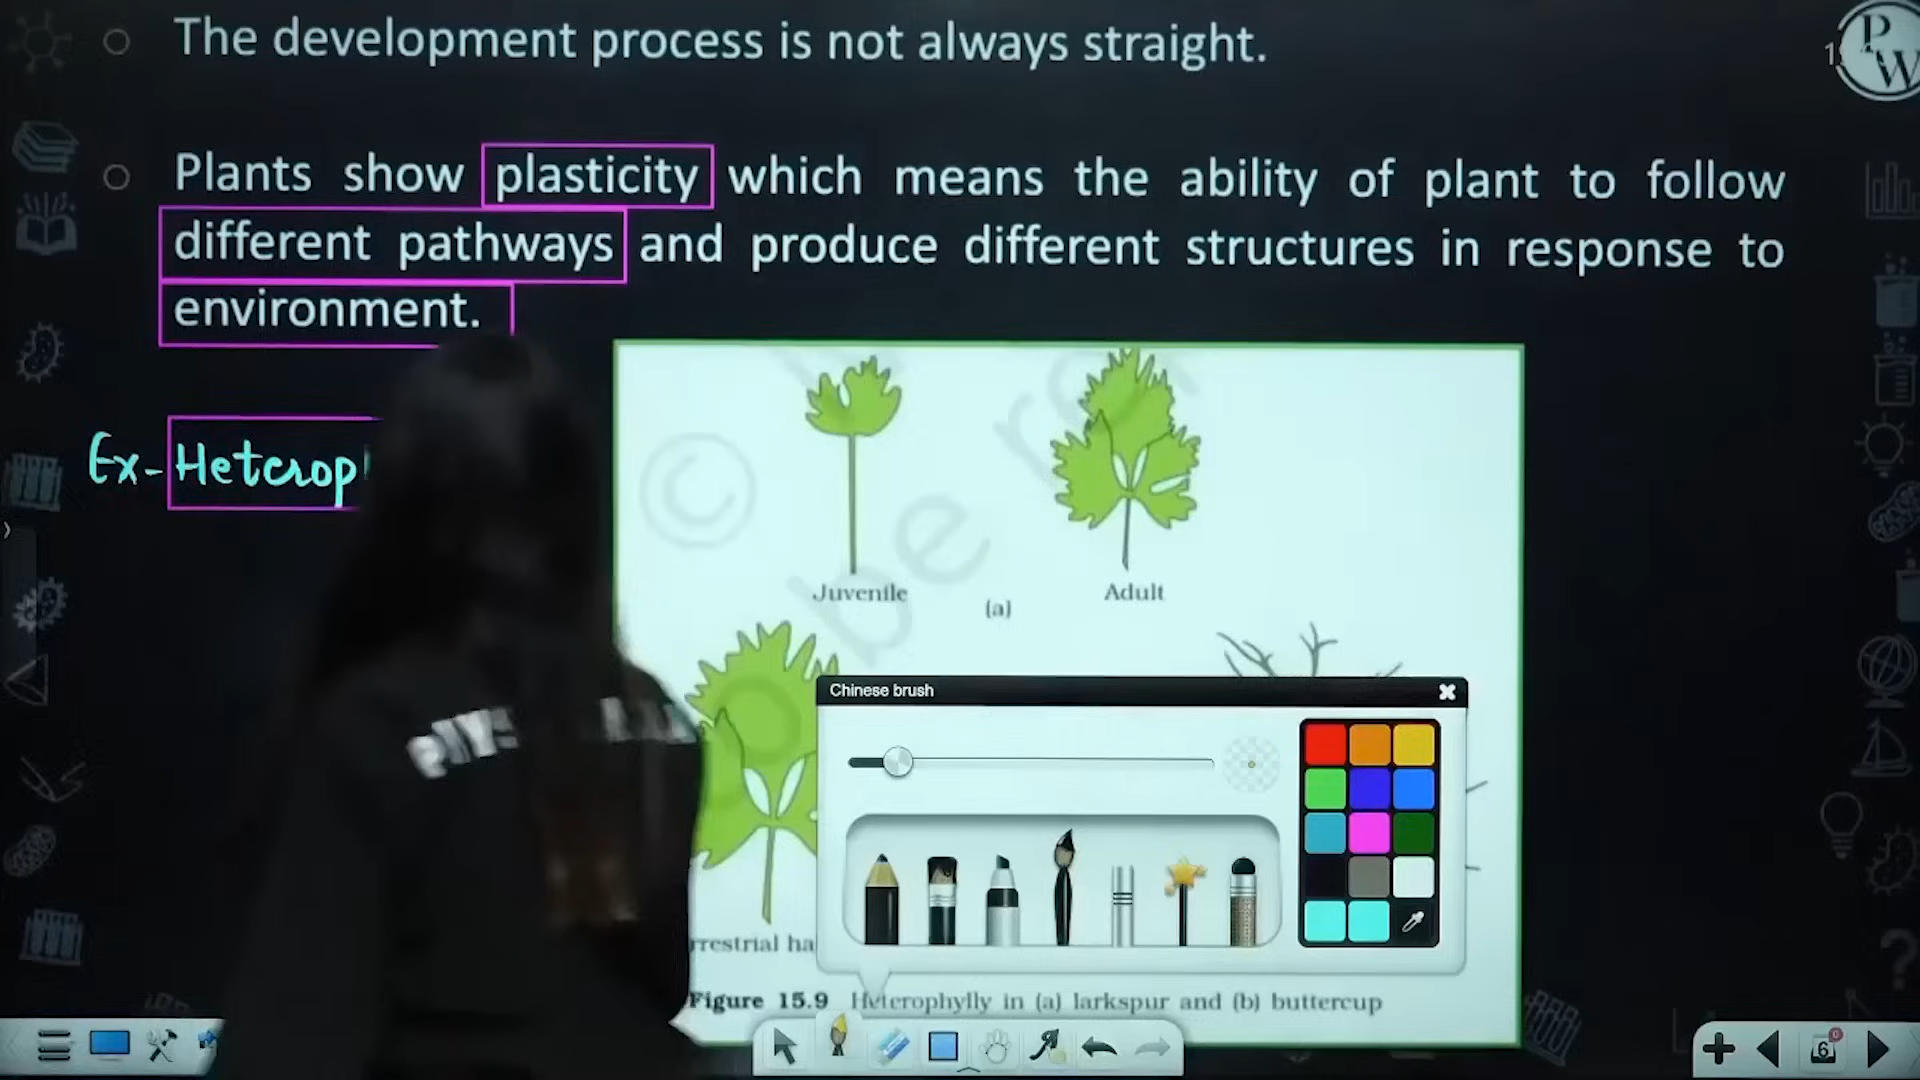 The development process is not always straight.
P
W
Plants show plasticity which means the ability of plant to follow
different pathways and produce different structures in response to
environment.
Ex-
Juvenile
(a)
Adult
Chinese brush
Figure 15.9 Heterophylly in (a) larkspur and (b) buttercup
6